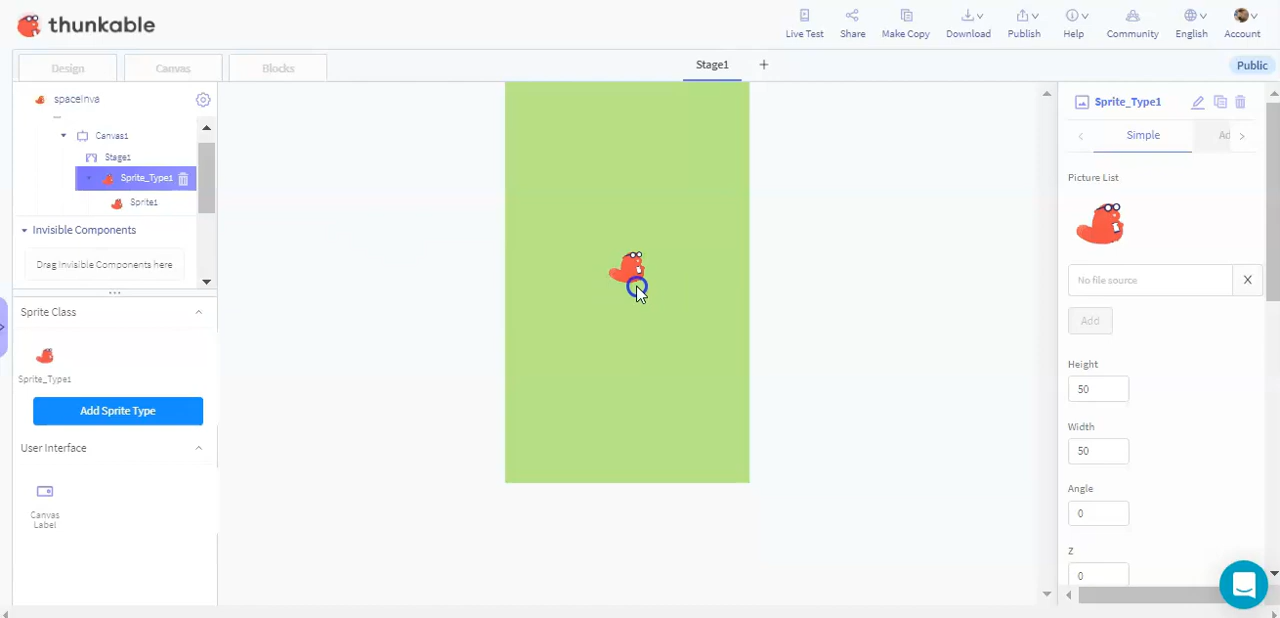 thunkable
Live Test
Share
Make Copy
Download
Publish
Help
Community
English
Account
Design
Canvas
Blocks
Stage1
+
Public
spaceInva
Canvas1
Stage1
Sprite_Type1
Sprite1
Invisible Components
Drag Invisible Components here
Sprite Class
Sprite_Type1
Add Sprite Type
User Interface
Canvas
Label
Sprite_Type1
Simple
Ad
Picture List
No file source
X
Add
Height
50
Width
50
Angle
0
Z
0